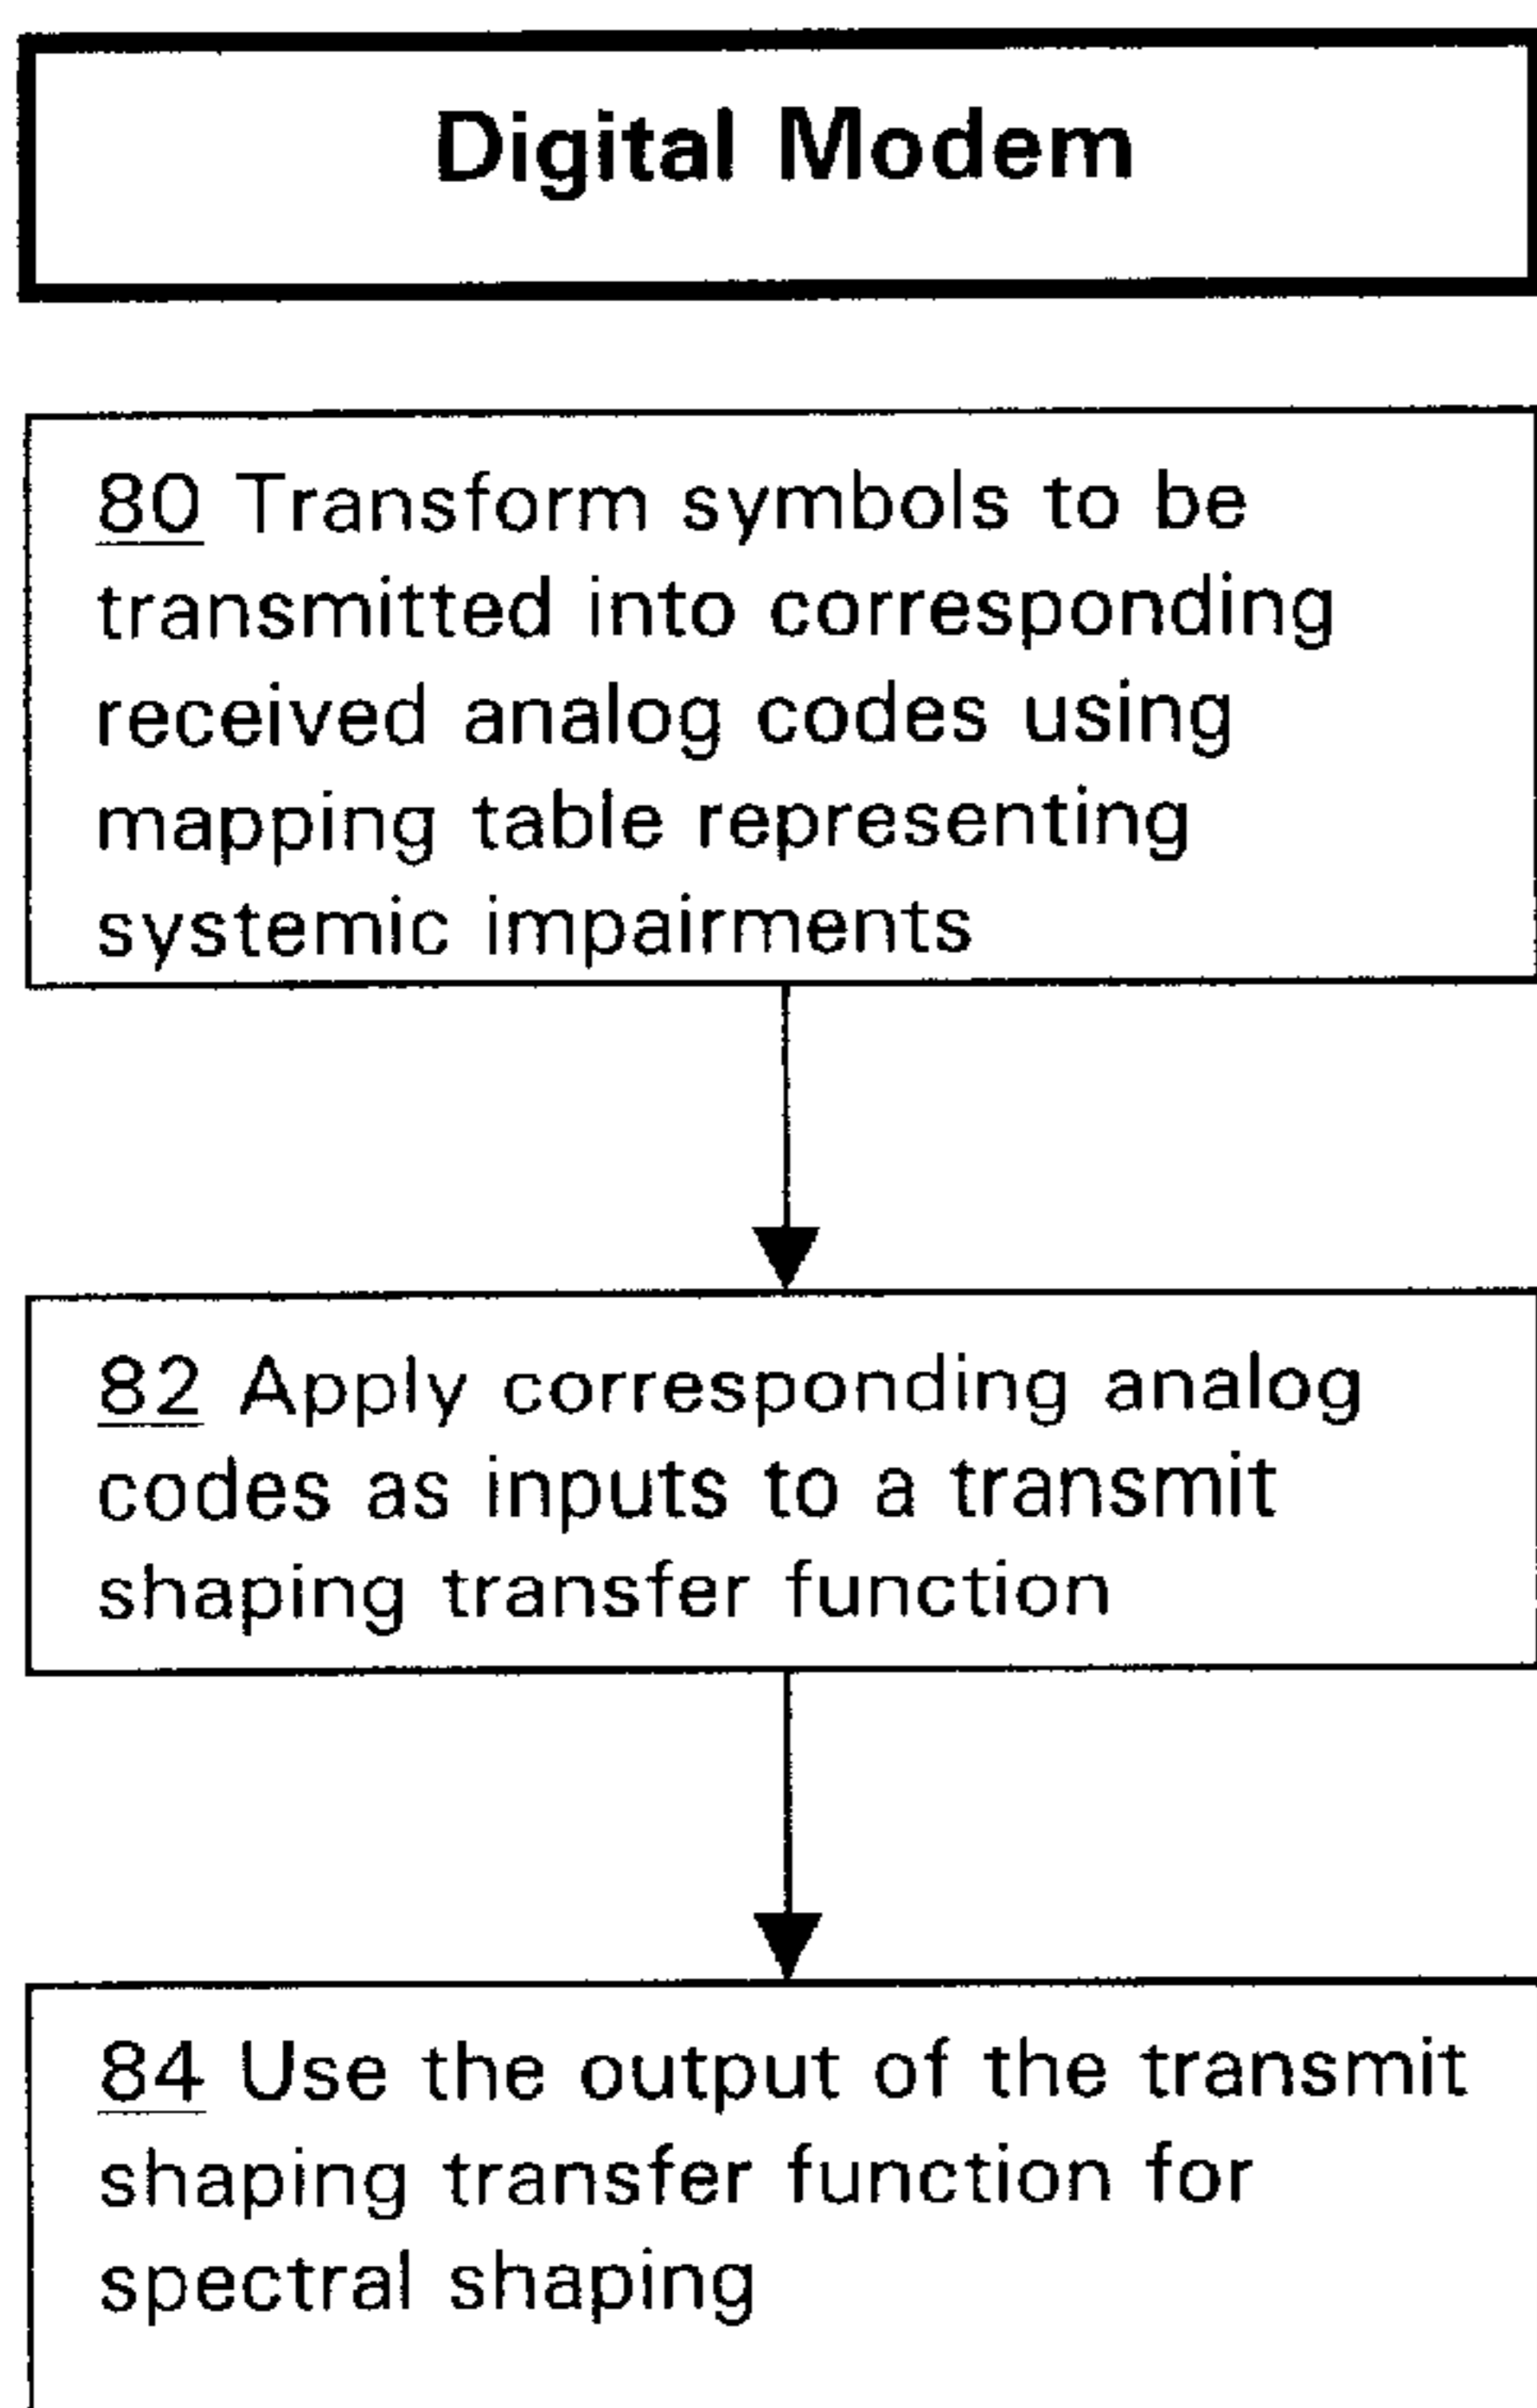 Digital Modem
80 Transform symbols to be
transmitted into corresponding
received analog codes using
mapping table representing
systemic impairments
82 Apply corresponding analog
codes as inputs to a transmit
shaping transfer function
84 Use the output of the transmit
shaping transfer function for
spectral shaping